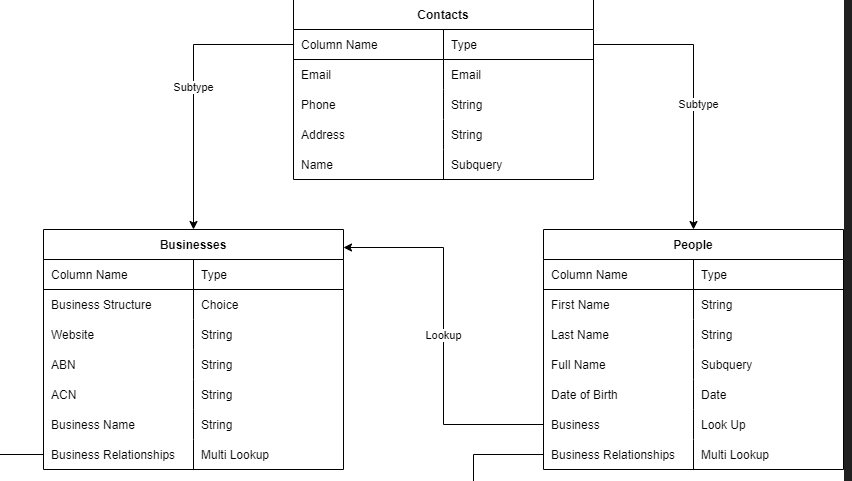 Contacts
Column Name Type
Email Email
Phone String
Address String
Name Subquery
Subtype
Subtype
Businesses
Column Name Type
Business Structure Choice
Website String
ABN String
ACN String
Business Name String
Business Relationships Multi Lookup
Lookup
People
Column Name Type
First Name String
Last Name String
Full Name Subquery
Date of Birth Date
Business Look Up
Business Relationships Multi Lookup